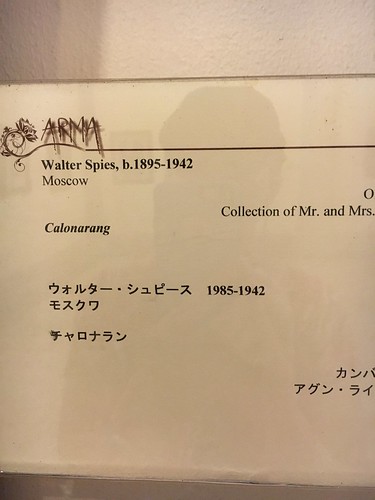 ARMA
Walter Spies, b.1895-1942
Moscow
O
Collection of Mr. and Mrs.
Calonarang
ウォルター・シュピース 1985-1942
モスクワ
チャロナラン
カンバ
アグン・ライ